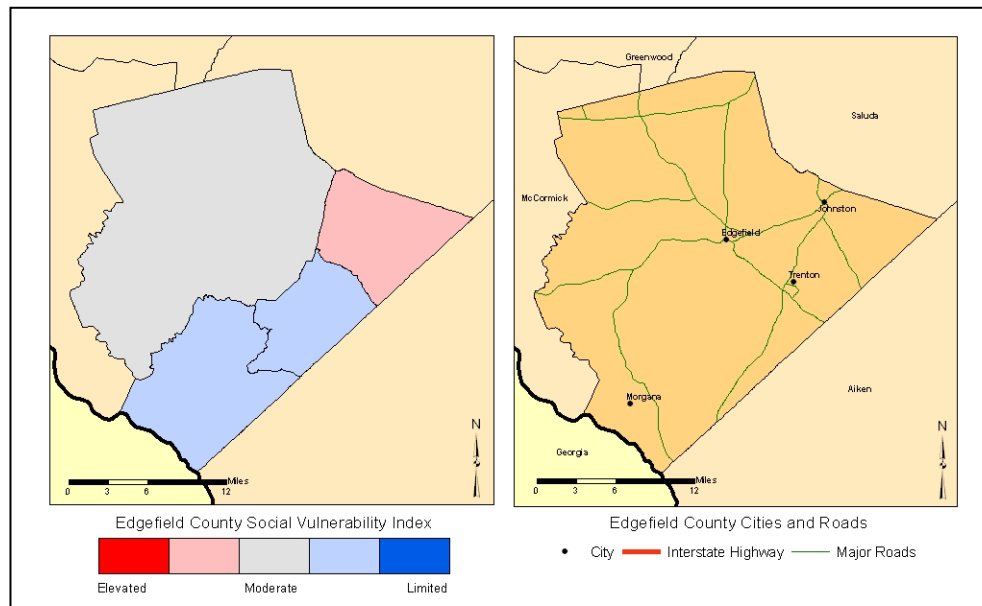 N
Miles
0 3 6 12
Edgefield County Social Vulnerability Index
Elevated Moderate Limited
Greenwood
Saluda
McCormick
Johnston
Edgefield
Trenton
Aiken
Morgana
Georgia
N
Miles
0 3 6 12
Edgefield County Cities and Roads
City Interstate Highway Major Roads